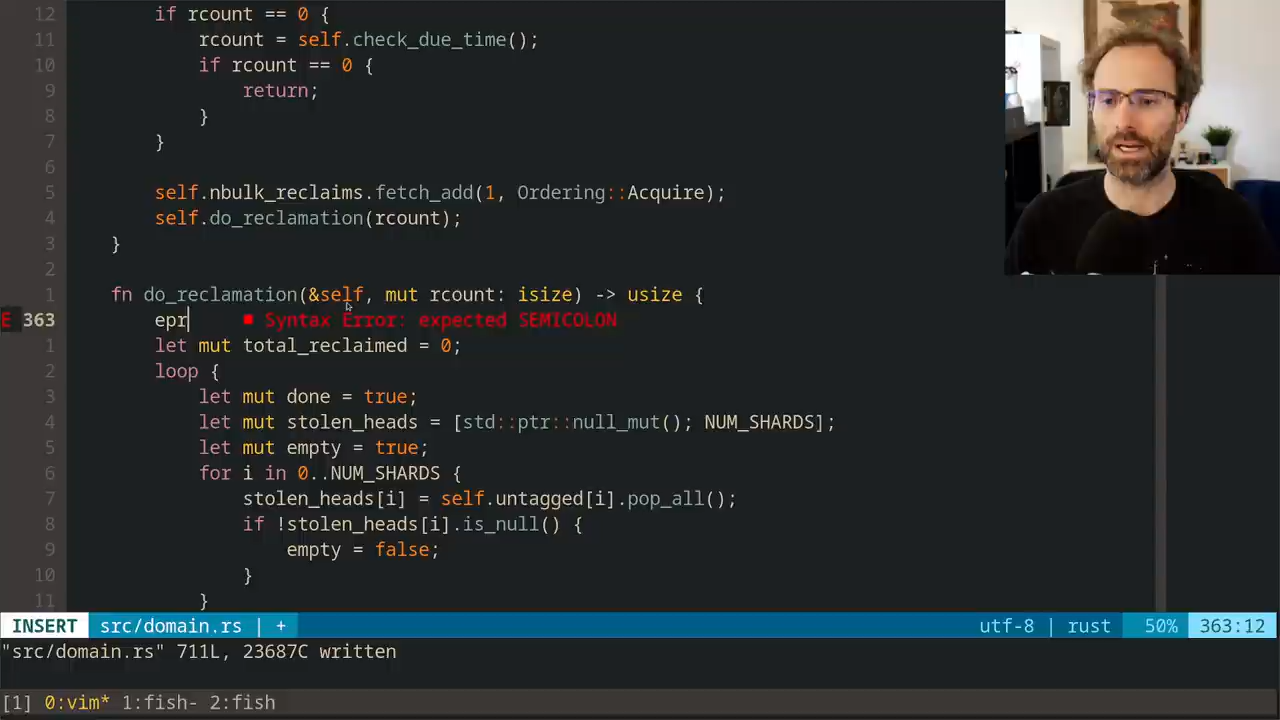 12 if rcount == 0 {
11 rcount = self.check_due_time();
10 if rcount == 0 {
9 return;
8 }
7 }
6
5 self.nbulk_reclaims.fetch_add(1, Ordering::Acquire);
4 self.do_reclamation(rcount);
3 }
2
1 fn do_reclamation(&self, mut rcount: isize) -> usize {
E 363 epr ■ Syntax Error: expected SEMICOLON
1 let mut total_reclaimed = 0;
2 loop {
3 let mut done = true;
4 let mut stolen_heads = [std::ptr::null_mut(); NUM_SHARDS];
5 let mut empty = true;
6 for i in 0..NUM_SHARDS {
7 stolen_heads[i] = self.untagged[i].pop_all();
8 if !stolen_heads[i].is_null() {
9 empty = false;
10 }
11 }
INSERT src/domain.rs | + utf-8 | rust 50% 363:12
"src/domain.rs" 711L, 23687C written
[1] 0:vim* 1:fish- 2:fish